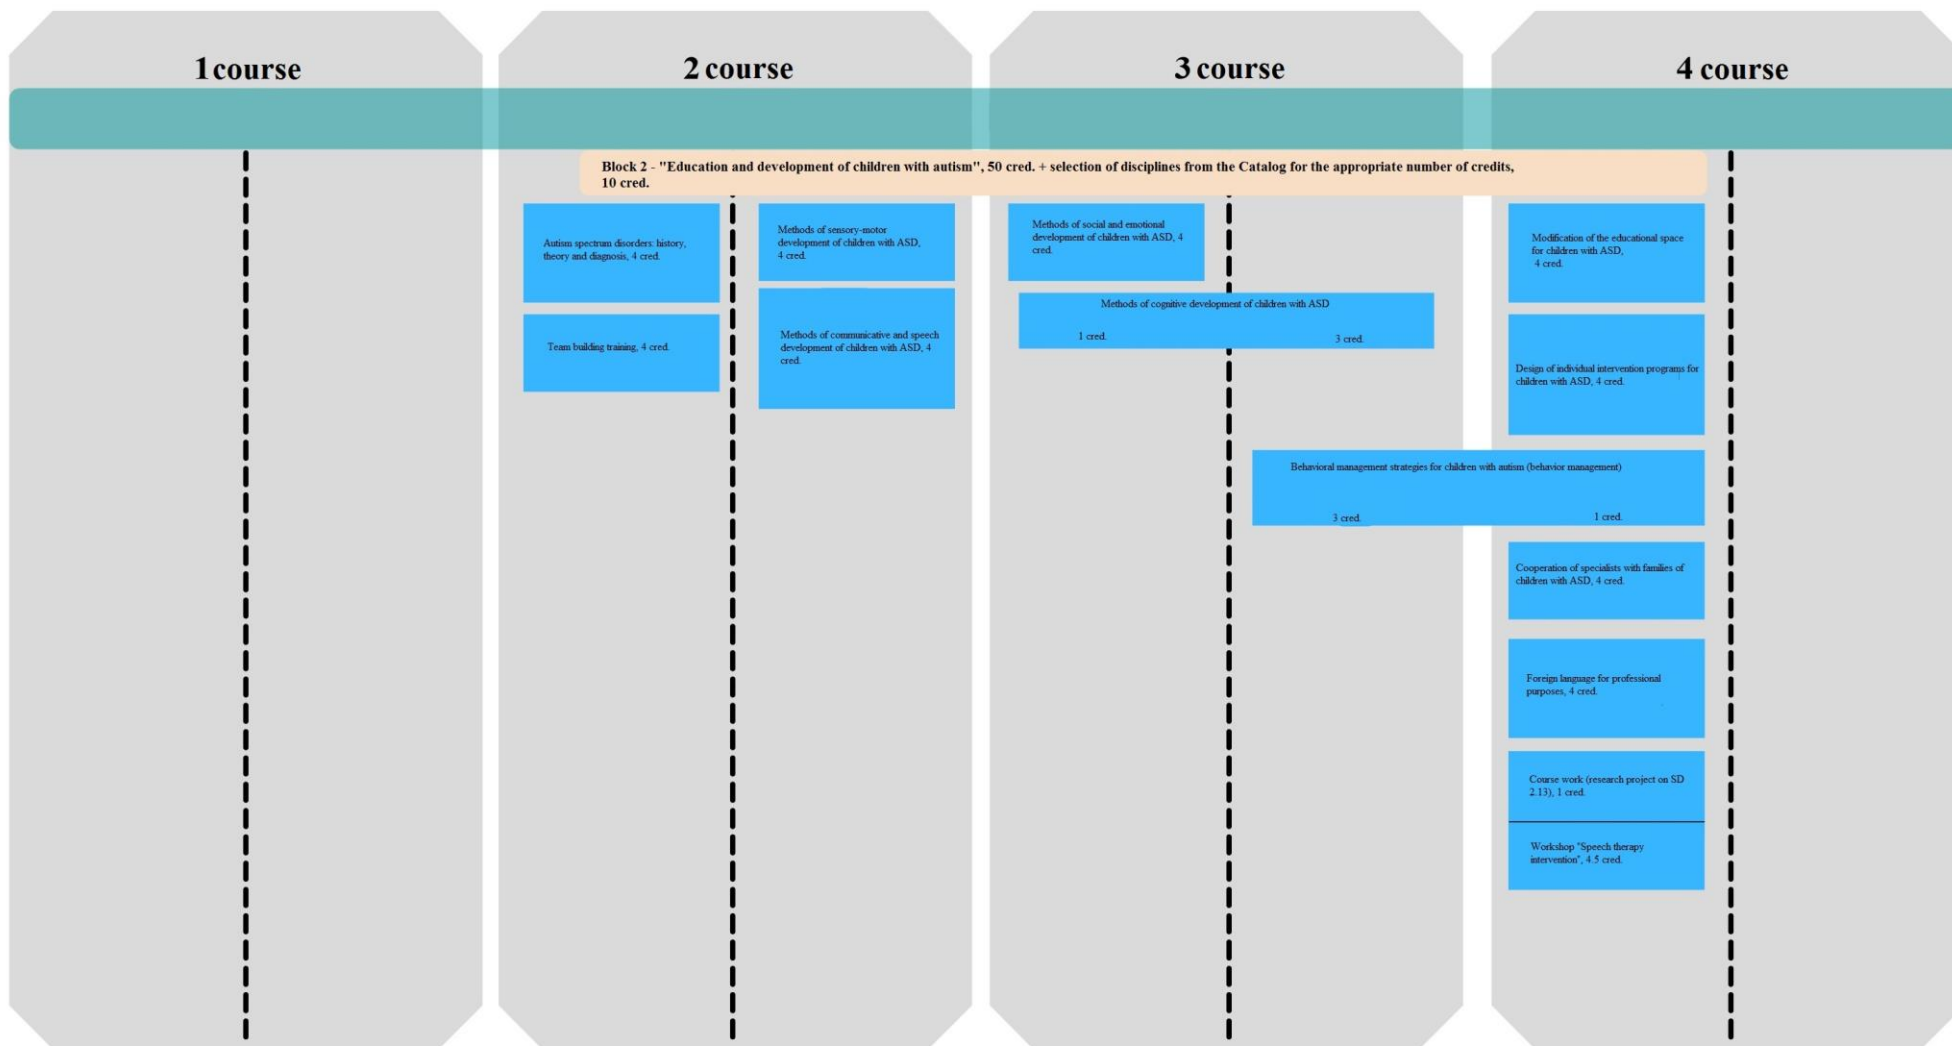 1 course
2 course
3 course
4 course
Block 2 - "Education and development of children with autism", 50 cred. + selection of disciplines from the Catalog for the appropriate number of credits,
10 cred.
Autism spectrum disorders: history,
theory and diagnosis, 4 cred.
Team building training, 4 cred.
Methods of sensory-motor
development of children with ASD,
4 cred.
Methods of communicative and speech
development of children with ASD, 4
cred.
Methods of social and emotional
development of children with ASD, 4
cred.
Methods of cognitive development of children with ASD
1 cred.
3 cred.
Behavioral management strategies for children with autism (behavior management)
3 cred.
1 cred.
Modification of the educational space
for children with ASD,
4 cred.
Design of individual intervention programs for
children with ASD, 4 cred.
Cooperation of specialists with families of
children with ASD, 4 cred.
Foreign language for professional
purposes, 4 cred.
Course work (research project on SD
2.13), 1 cred.
Workshop "Speech therapy
intervention", 4.5 cred.